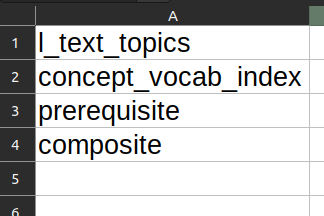 A
1 l_text_topics
2 concept_vocab_index
3 prerequisite
4 composite
5
6